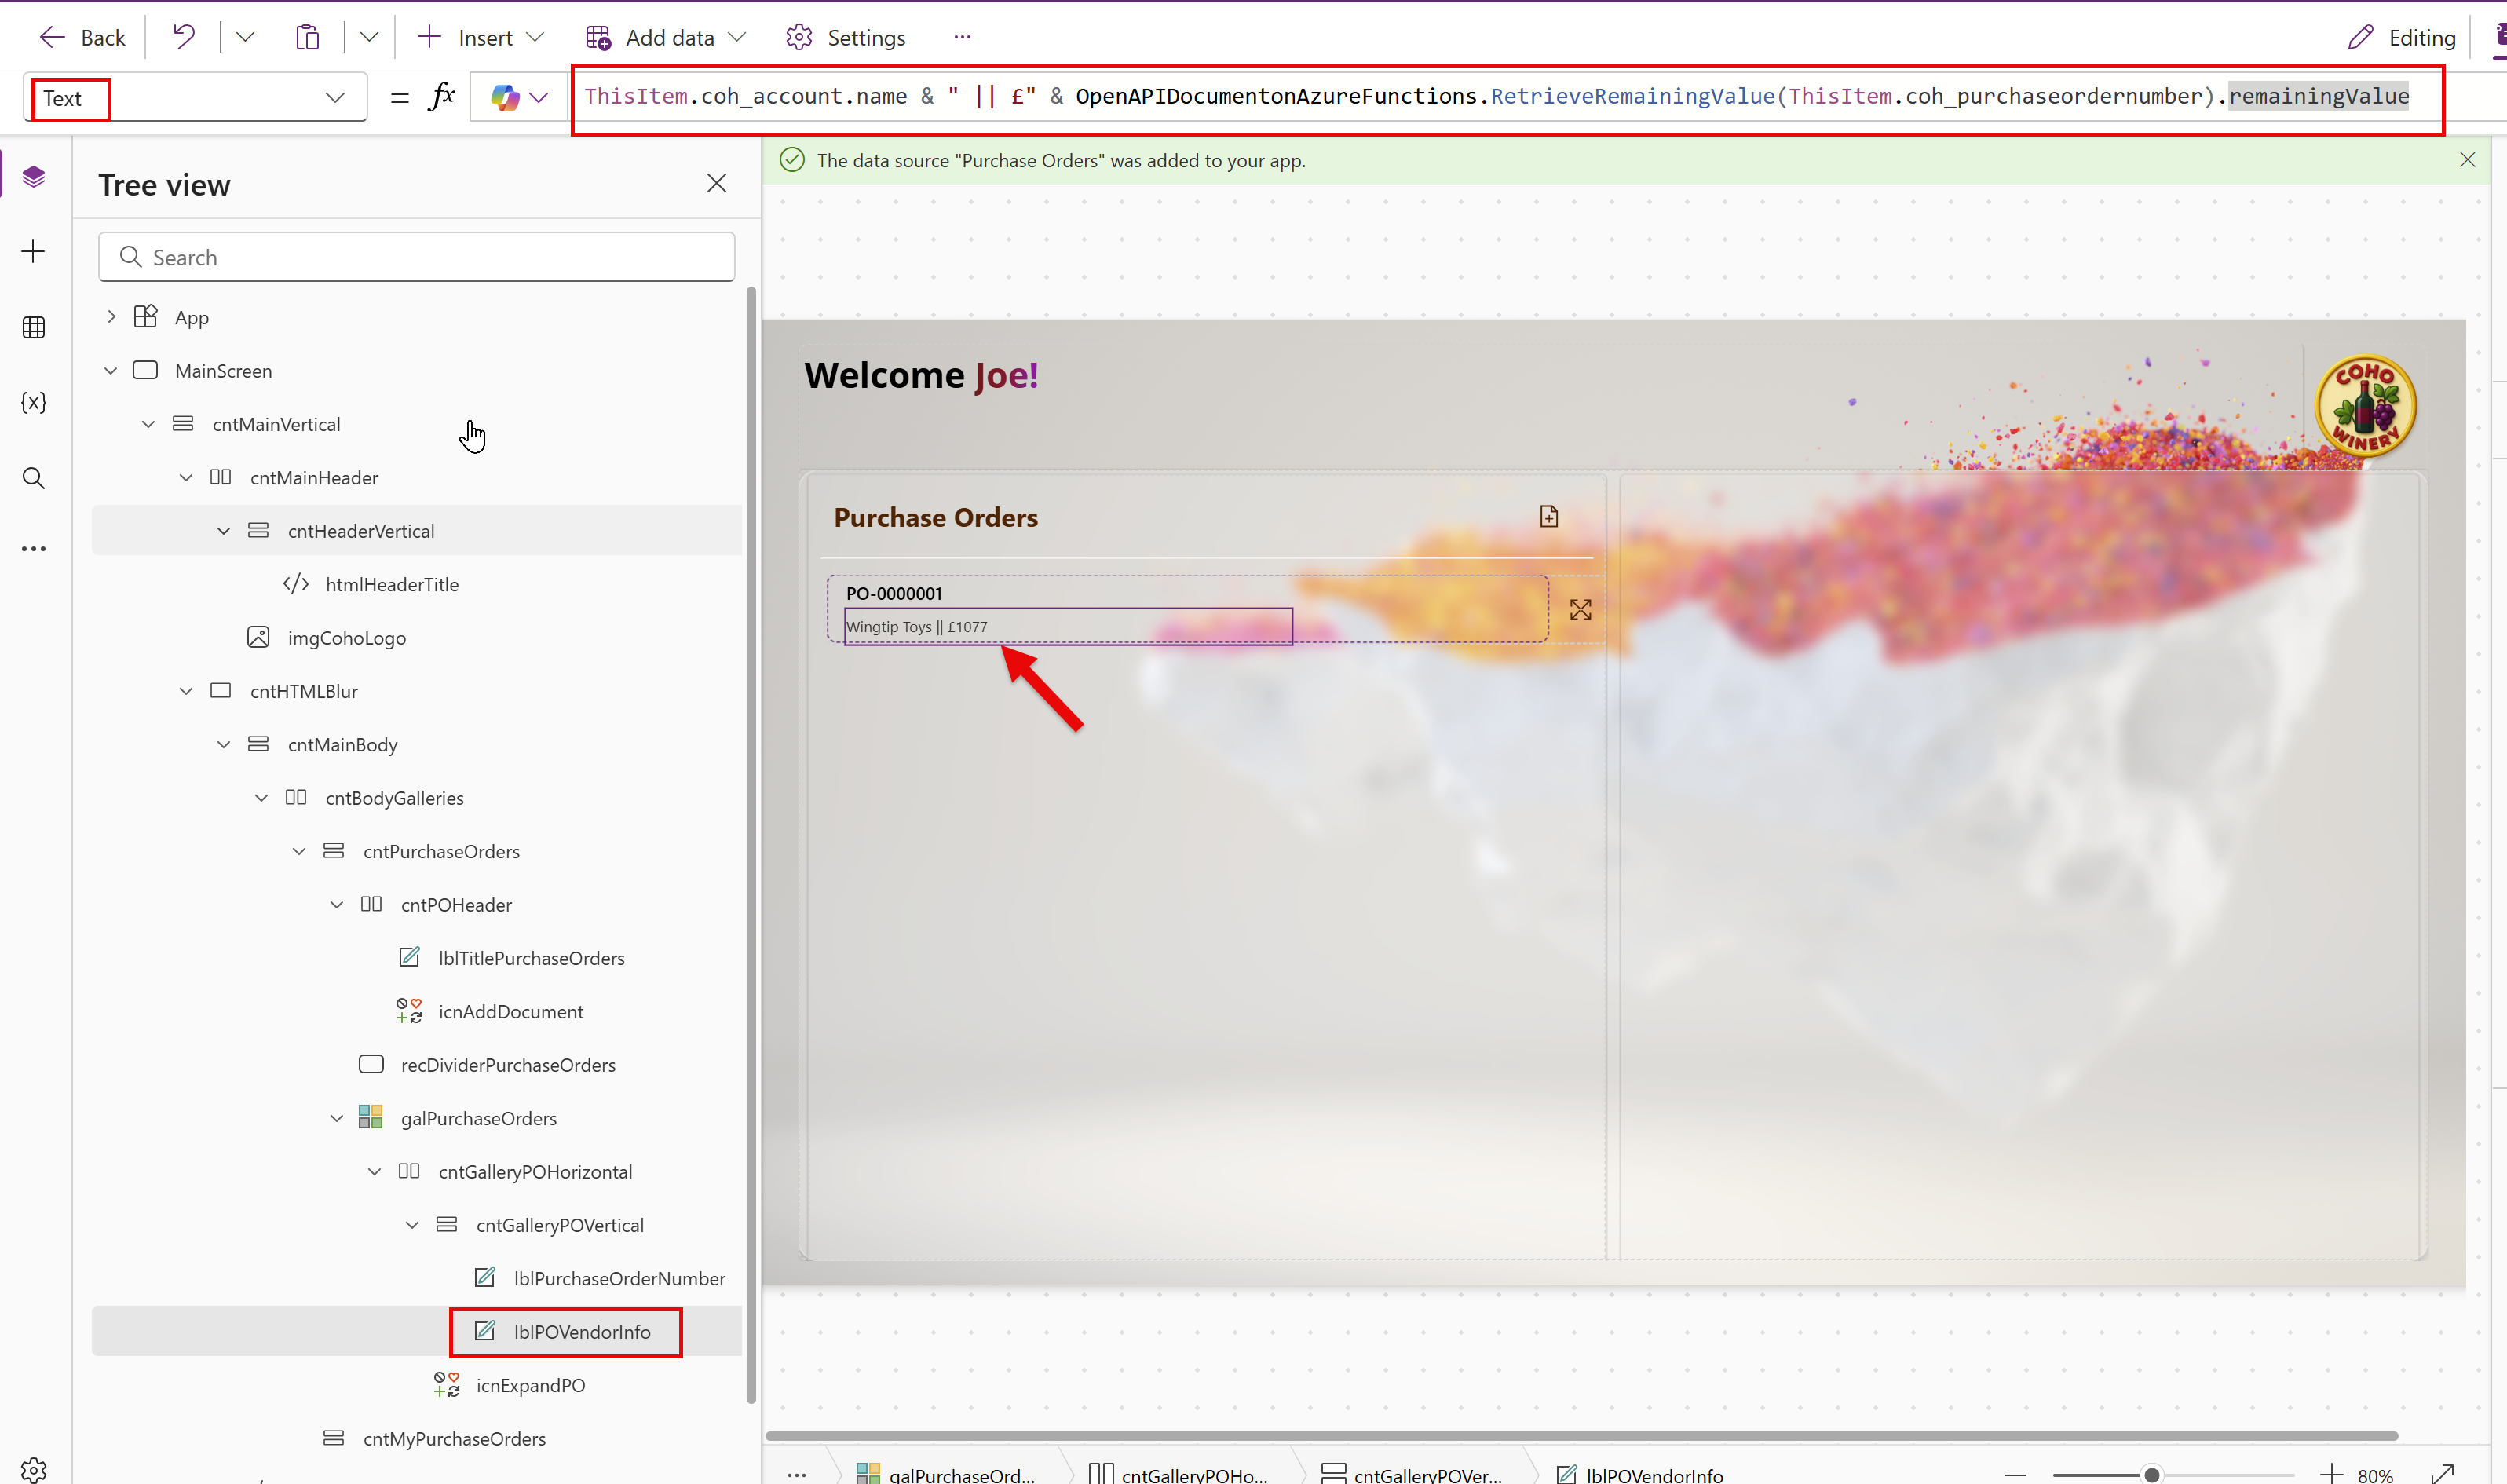 Back
Insert
Add data
Settings
Editing
Text
= fx
ThisItem.coh_account.name & " || £" & OpenAPIDocumentonAzureFunctions.RetrieveRemainingValue(ThisItem.coh_purchaseordernumber).remainingValue
Tree view
The data source "Purchase Orders" was added to your app.
Search
App
MainScreen
cntMainVertical
cntMainHeader
cntHeaderVertical
htmlHeaderTitle
imgCohoLogo
cntHTMLBlur
cntMainBody
cntBodyGalleries
cntPurchaseOrders
cntPOHeader
lblTitlePurchaseOrders
icnAddDocument
recDividerPurchaseOrders
galPurchaseOrders
cntGalleryPOHorizontal
cntGalleryPOVertical
lblPurchaseOrderNumber
lblPOVendorInfo
icnExpandPO
cntMyPurchaseOrders
Welcome Joe!
COHO
WINERY
Purchase Orders
PO-0000001
Wingtip Toys || £1077
galPurchaseOrd...
cntGalleryPOHo...
cntGalleryPOVer...
lblPOVendorInfo
80%